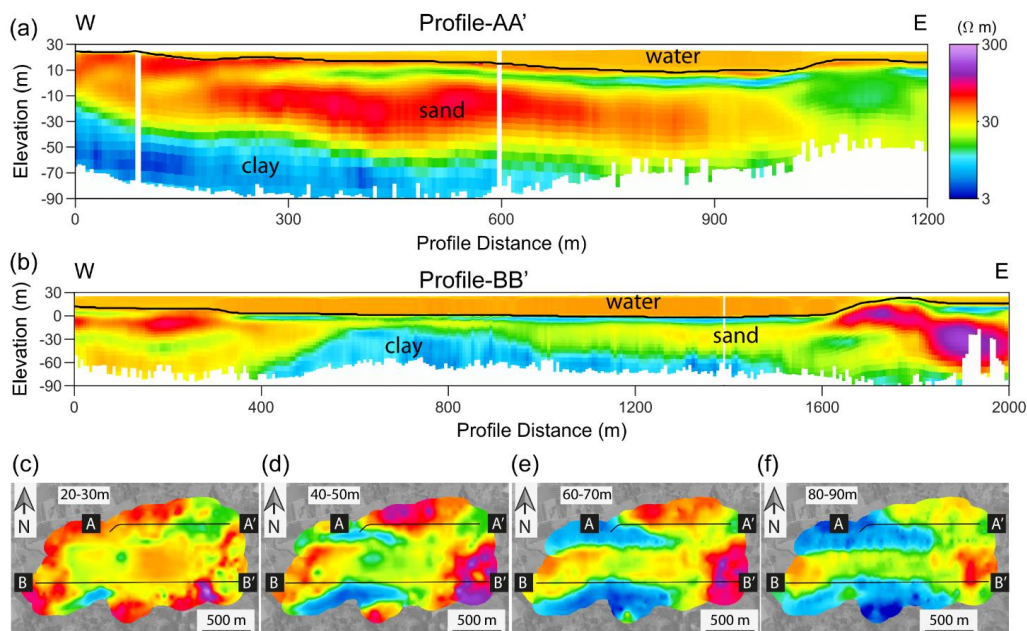 (a)
W
Profile-AA'
E
(Ω m)
30
10
-10
-30
-50
-70
-90
Elevation (m)
water
sand
clay
300
30
3
0
300
600
900
1200
Profile Distance (m)
(b)
W
Profile-BB'
E
30
0
-30
-60
-90
Elevation (m)
water
clay
sand
0
400
800
1200
1600
2000
Profile Distance (m)
(c)
20-30m
N
A
A'
B
B'
500 m
(d)
40-50m
N
A
A'
B
B'
500 m
(e)
60-70m
N
A
A'
B
B'
500 m
(f)
80-90m
N
A
A'
B
B'
500 m